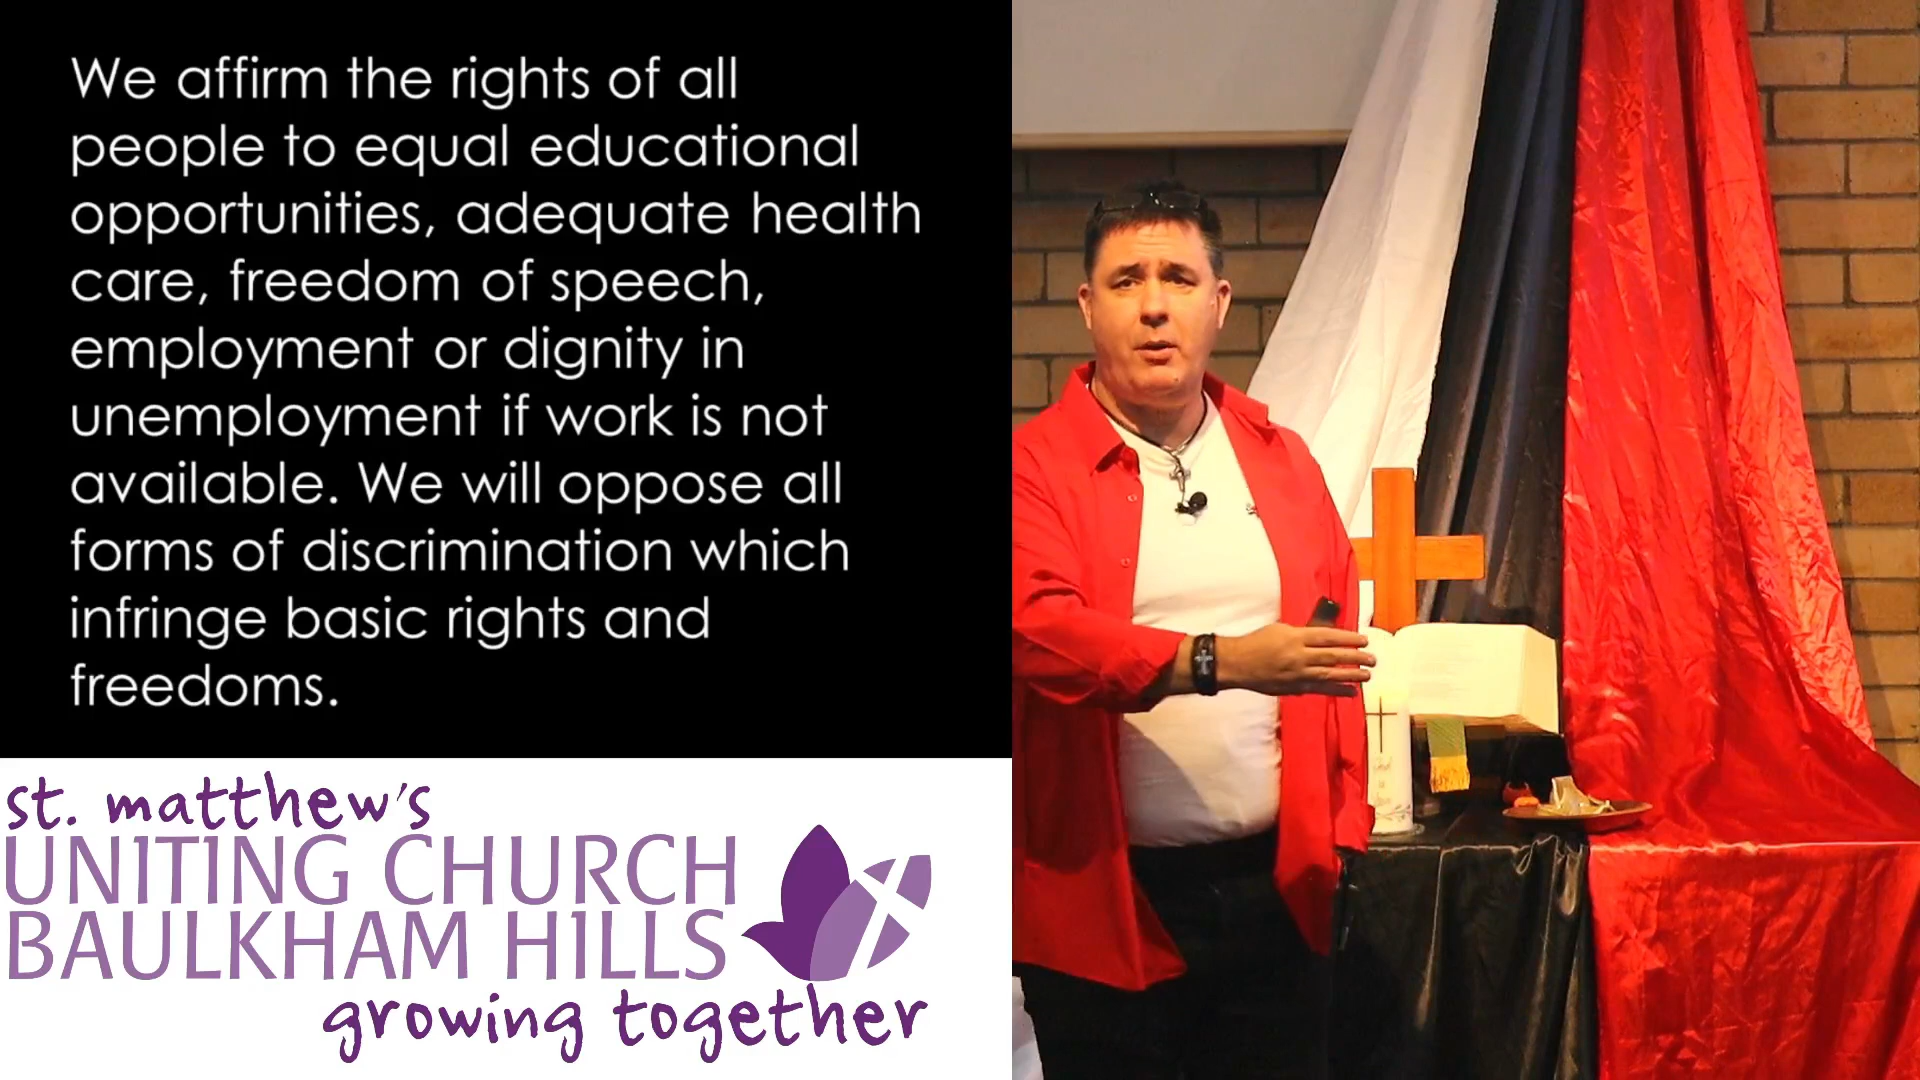 We affirm the rights of all
people to equal educational
opportunities, adequate health
care, freedom of speech,
employment or dignity in
unemployment if work is not
available. We will oppose all
forms of discrimination which
infringe basic rights and
freedoms.
st. matthew's
UNITING CHURCH
BAULKHAM HILLS
growing together